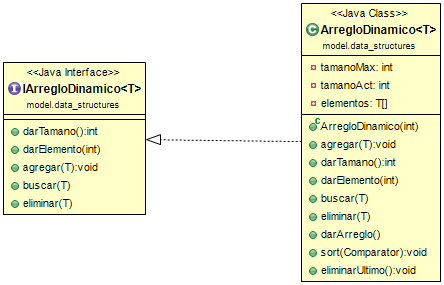 <<Java Interface>>
I IArregloDinamico<T>
model.data_structures
darTamano():int
darElemento(int)
agregar(T):void
buscar(T)
eliminar(T)
<<Java Class>>
C ArregloDinamico<T>
model.data_structures
tamanoMax: int
tamanoAct: int
elementos: T[]
C ArregloDinamico(int)
agregar(T):void
darTamano():int
darElemento(int)
buscar(T)
eliminar(T)
darArreglo()
sort(Comparator):void
eliminarUltimo():void